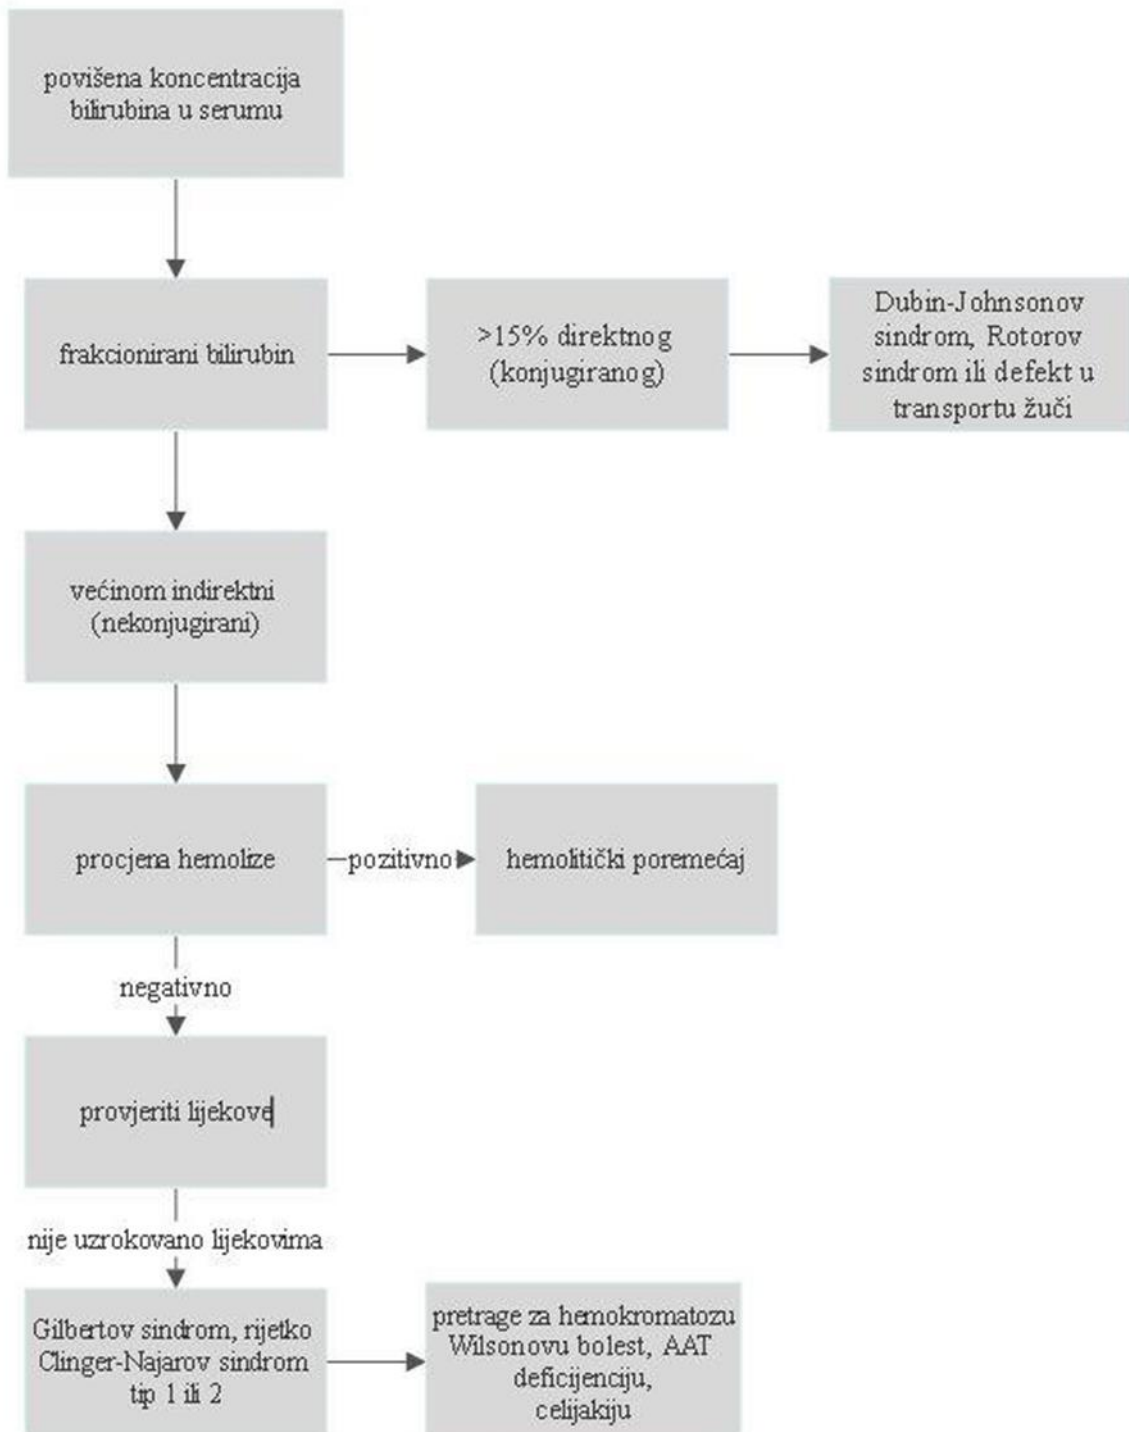 povišena koncentracija
bilirubina u serumu
frakcionirani bilirubin
>15% direktnog
(konjugiranog)
Dubin-Johnsonov
sindrom, Rotorov
sindrom ili defekt u
transportu žuči
većinom indirektni
(nekonjugirani)
procjena hemolize
pozitivno
hemolitički poremećaj
negativno
provjeriti lijekove
nije uzrokovano lijekovima
Gilbertov sindrom, rijetko
Clinger-Najarov sindrom
tip 1 ili 2
pretrage za hemokromatozu
Wilsonovu bolest, AAT
deficijenciju,
celijakiju